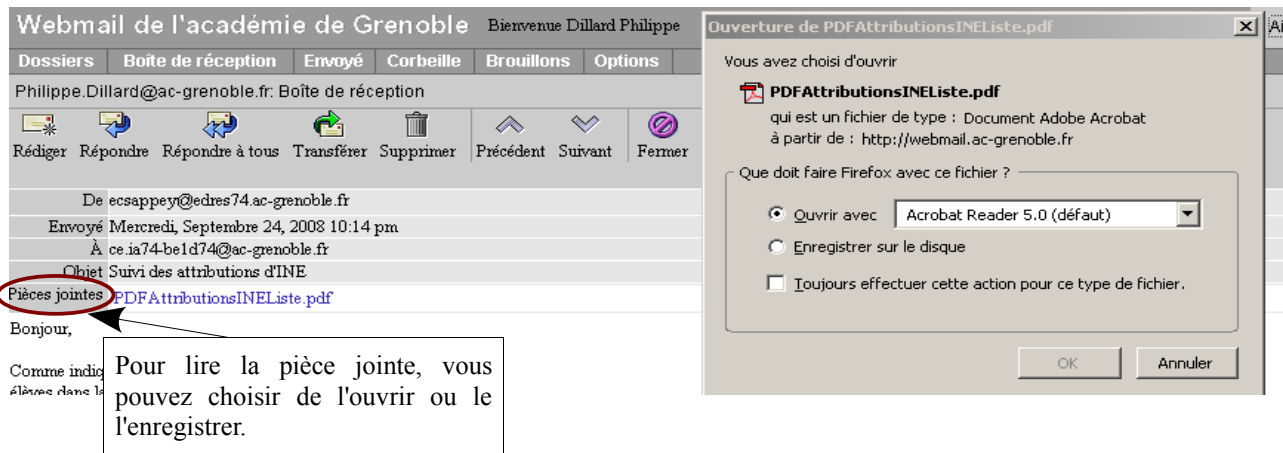 Webmail de l'académie de Grenoble Bienvenue Dillard Philippe
Dossiers Boîte de réception Envoyé Corbeille Brouillons Options
Philippe.Dillard@ac-grenoble.fr: Boîte de réception
Rédiger Répondre Répondre à tous Transférer Supprimer Précédent Suivant Fermer
De ecsappey@edres74.ac-grenoble.fr
Envoyé Mercredi, Septembre 24, 2008 10:14 pm
À ce.ia74-be1d74@ac-grenoble.fr
Objet Suivi des attributions d'INE
Pièces jointes PDFAttributionsINEListe.pdf
Bonjour,
Comme indiq
élèves dans la
Pour lire la pièce jointe, vous
pouvez choisir de l'ouvrir ou le
l'enregistrer.
Ouverture de PDFAttributionsINEListe.pdf
Vous avez choisi d'ouvrir
PDFAttributionsINEListe.pdf
qui est un fichier de type : Document Adobe Acrobat
à partir de : http://webmail.ac-grenoble.fr
Que doit faire Firefox avec ce fichier ?
Ouvrir avec Acrobat Reader 5.0 (défaut)
Enregistrer sur le disque
Toujours effectuer cette action pour ce type de fichier.
OK Annuler
Ai